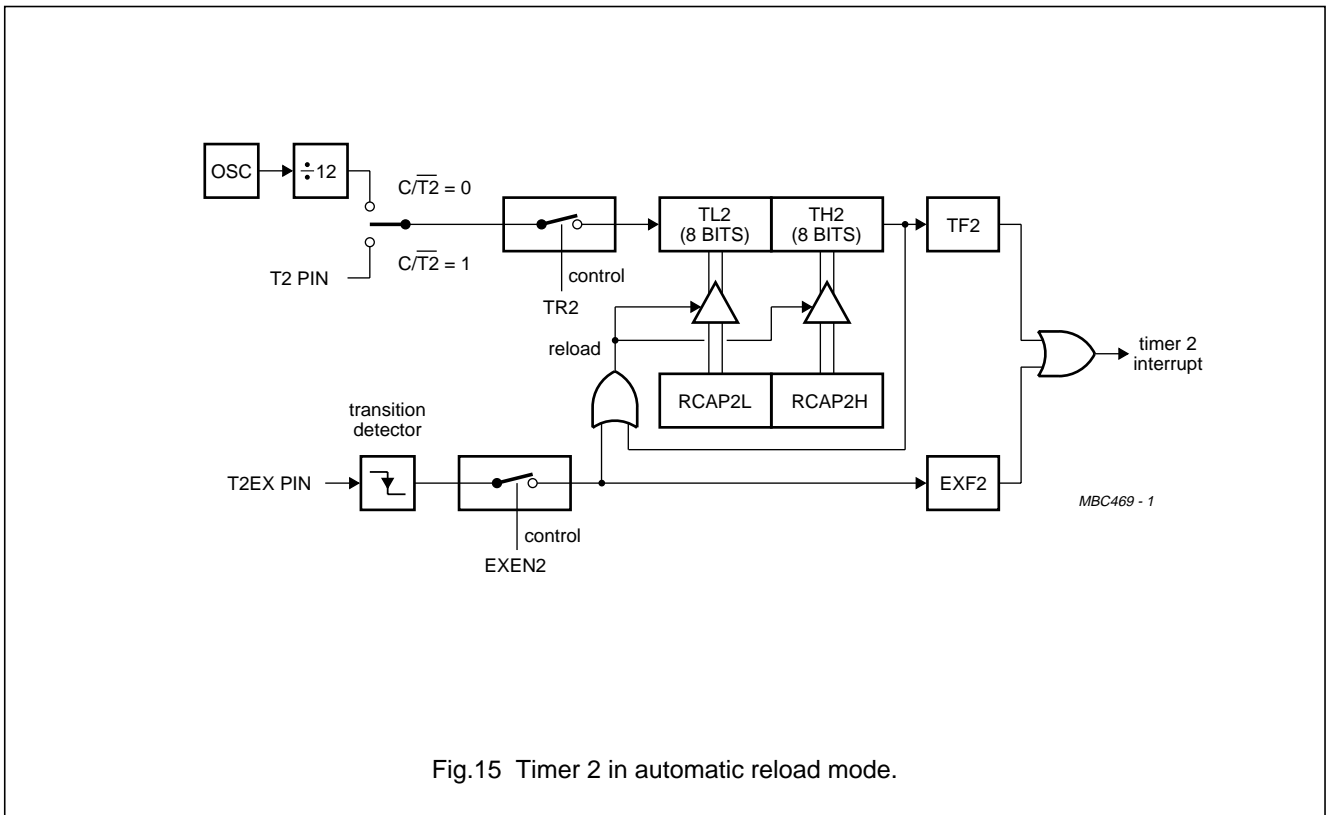 OSC
÷12
C/T2 = 0
C/T2 = 1
T2 PIN
control
TR2
TL2
(8 BITS)
TH2
(8 BITS)
TF2
reload
RCAP2L
RCAP2H
timer 2
interrupt
transition
detector
T2EX PIN
control
EXEN2
EXF2
MBC469 - 1
Fig.15 Timer 2 in automatic reload mode.